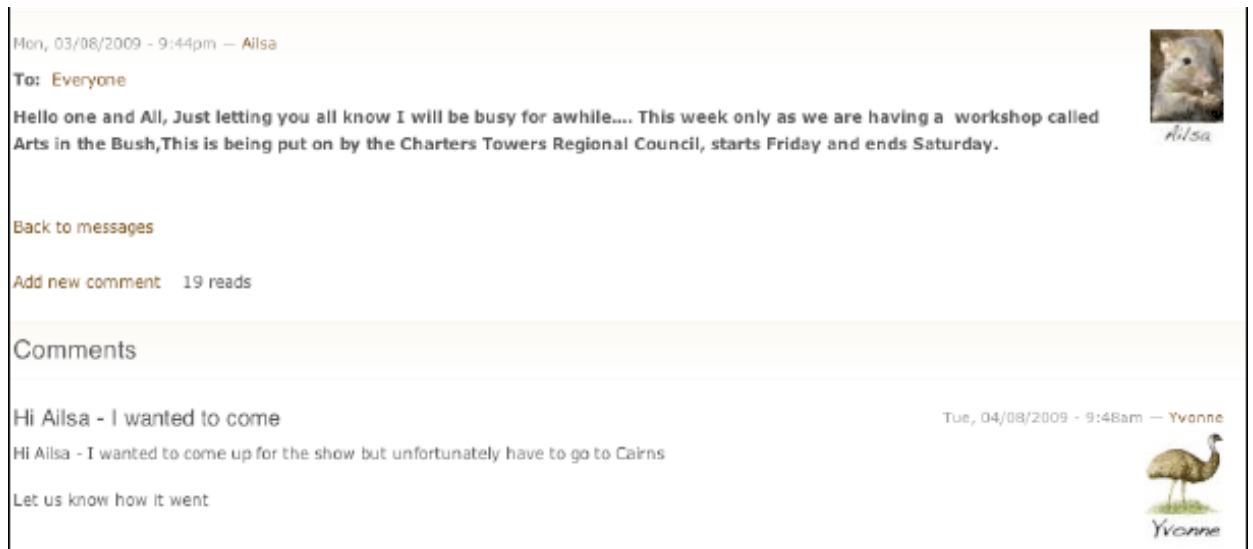 Mon, 03/08/2009 - 9:44pm — Ailsa
To: Everyone
Hello one and All, Just letting you all know I will be busy for awhile.... This week only as we are having a workshop called
Arts in the Bush,This is being put on by the Charters Towers Regional Council, starts Friday and ends Saturday.
Ailsa
Back to messages
Add new comment 19 reads
Comments
Hi Ailsa - I wanted to come
Tue, 04/08/2009 - 9:48am — Yvonne
Hi Ailsa - I wanted to come up for the show but unfortunately have to go to Cairns
Let us know how it went
Yvonne